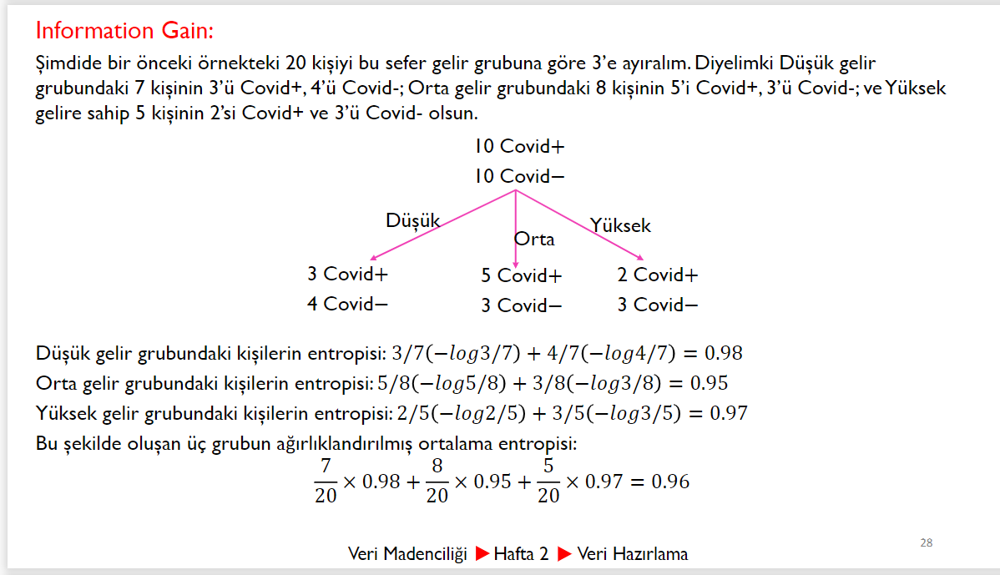 Information Gain:
Şimdide bir önceki örnekteki 20 kişiyi bu sefer gelir grubuna göre 3'e ayıralım. Diyelimki Düşük gelir
grubundaki 7 kişinin 3'ü Covid+, 4'ü Covid-; Orta gelir grubundaki 8 kişinin 5'i Covid+, 3'ü Covid-; ve Yüksek
gelire sahip 5 kişinin 2'si Covid+ ve 3'ü Covid- olsun.
10 Covid+
10 Covid−
Düşük
Orta
Yüksek
3 Covid+
4 Covid−
5 Covid+
3 Covid−
2 Covid+
3 Covid−
Düşük gelir grubundaki kişilerin entropisi: 3/7(−log3/7) + 4/7(−log4/7) = 0.98
Orta gelir grubundaki kişilerin entropisi: 5/8(−log5/8) + 3/8(−log3/8) = 0.95
Yüksek gelir grubundaki kişilerin entropisi: 2/5(−log2/5) + 3/5(−log3/5) = 0.97
Bu şekilde oluşan üç grubun ağırlıklandırılmış ortalama entropisi:
7/20 × 0.98 + 8/20 × 0.95 + 5/20 × 0.97 = 0.96
28
Veri Madenciliği ▶ Hafta 2 ▶ Veri Hazırlama